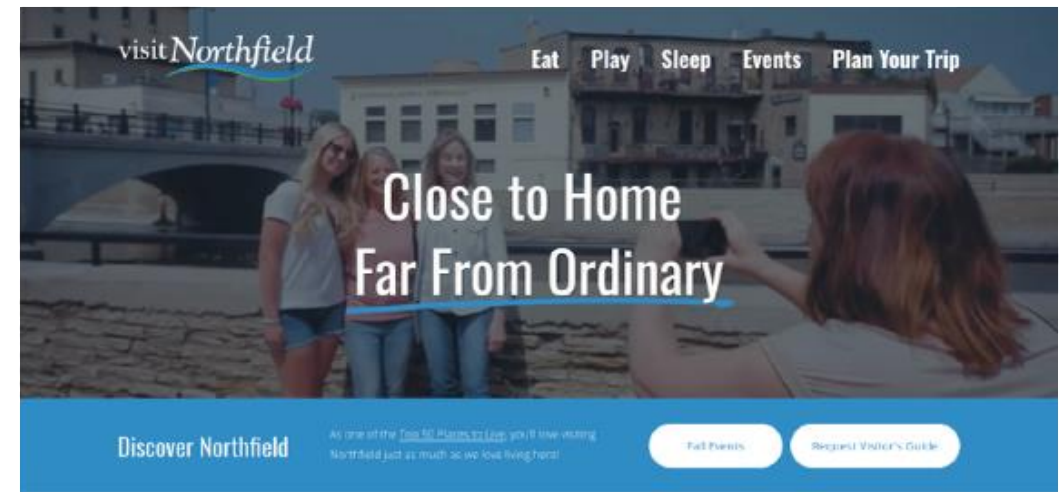 visit Northfield
Eat Play Sleep Events Plan Your Trip
Close to Home
Far From Ordinary
Discover Northfield
As one of the Top 50 Places to Live, you'll love visiting
Northfield just as much as we love living here!
Fall Events
Request Visitor's Guide